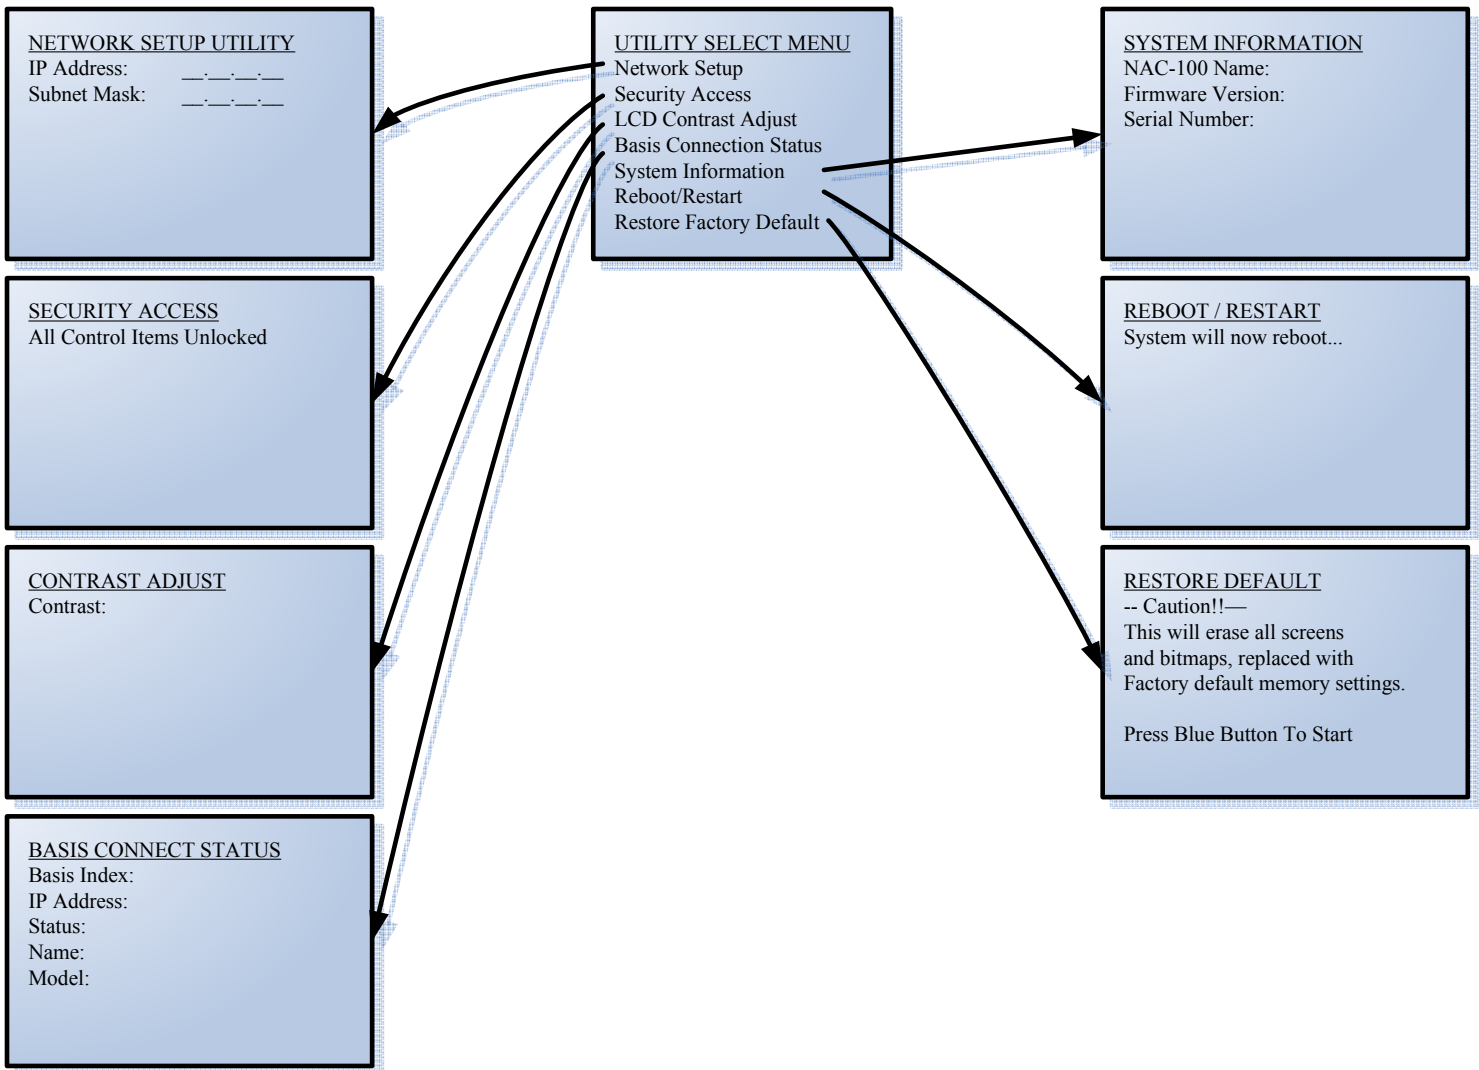 NETWORK SETUP UTILITY
IP Address: __.__.__.__
Subnet Mask: __.__.__.__
SECURITY ACCESS
All Control Items Unlocked
CONTRAST ADJUST
Contrast:
BASIS CONNECT STATUS
Basis Index:
IP Address:
Status:
Name:
Model:
UTILITY SELECT MENU
Network Setup
Security Access
LCD Contrast Adjust
Basis Connection Status
System Information
Reboot/Restart
Restore Factory Default
SYSTEM INFORMATION
NAC-100 Name:
Firmware Version:
Serial Number:
REBOOT / RESTART
System will now reboot...
RESTORE DEFAULT
-- Caution!!—
This will erase all screens
and bitmaps, replaced with
Factory default memory settings.
Press Blue Button To Start